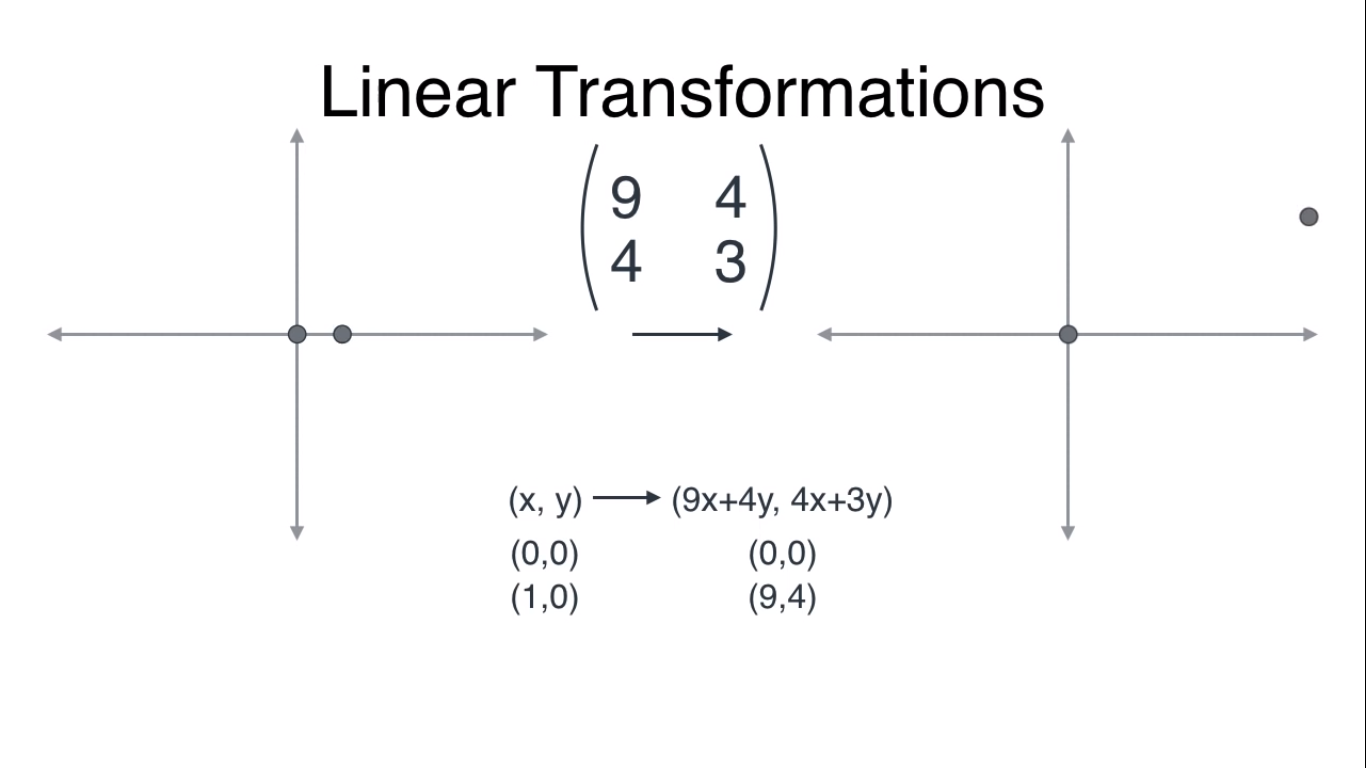 Linear Transformations
9 4
4 3
(x, y) (9x+4y, 4x+3y)
(0,0) (0,0)
(1,0) (9,4)